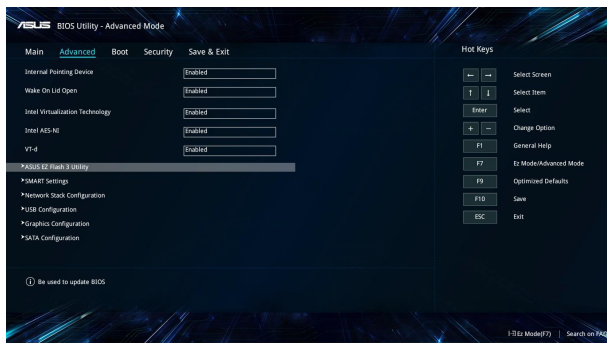 ASUS BIOS Utility - Advanced Mode
Main Advanced Boot Security Save & Exit
Internal Pointing Device Enabled
Wake On Lid Open Enabled
Intel Virtualization Technology Enabled
Intel AES-NI Enabled
VT-d Enabled
ASUS EZ Flash 3 Utility
SMART Settings
Network Stack Configuration
USB Configuration
Graphics Configuration
SATA Configuration
Be used to update BIOS
Hot Keys
← → Select Screen
↑ ↓ Select Item
Enter Select
+ − Change Option
F1 General Help
F7 Ez Mode/Advanced Mode
F9 Optimized Defaults
F10 Save
ESC Exit
Ez Mode(F7) | Search on FAQ